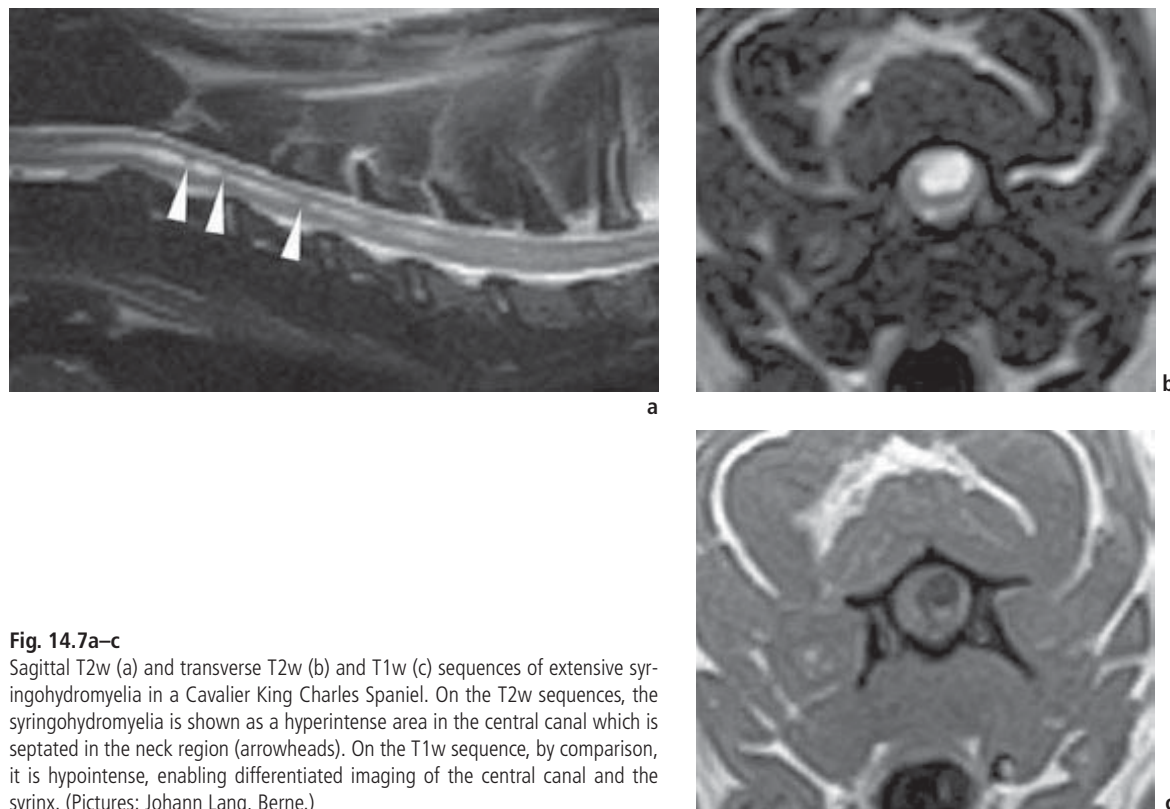 a
b
c
Fig. 14.7a–c
Sagittal T2w (a) and transverse T2w (b) and T1w (c) sequences of extensive syr-
ingohydromyelia in a Cavalier King Charles Spaniel. On the T2w sequences, the
syringohydromyelia is shown as a hyperintense area in the central canal which is
septated in the neck region (arrowheads). On the T1w sequence, by comparison,
it is hypointense, enabling differentiated imaging of the central canal and the
syrinx. (Pictures: Johann Lang, Berne.)